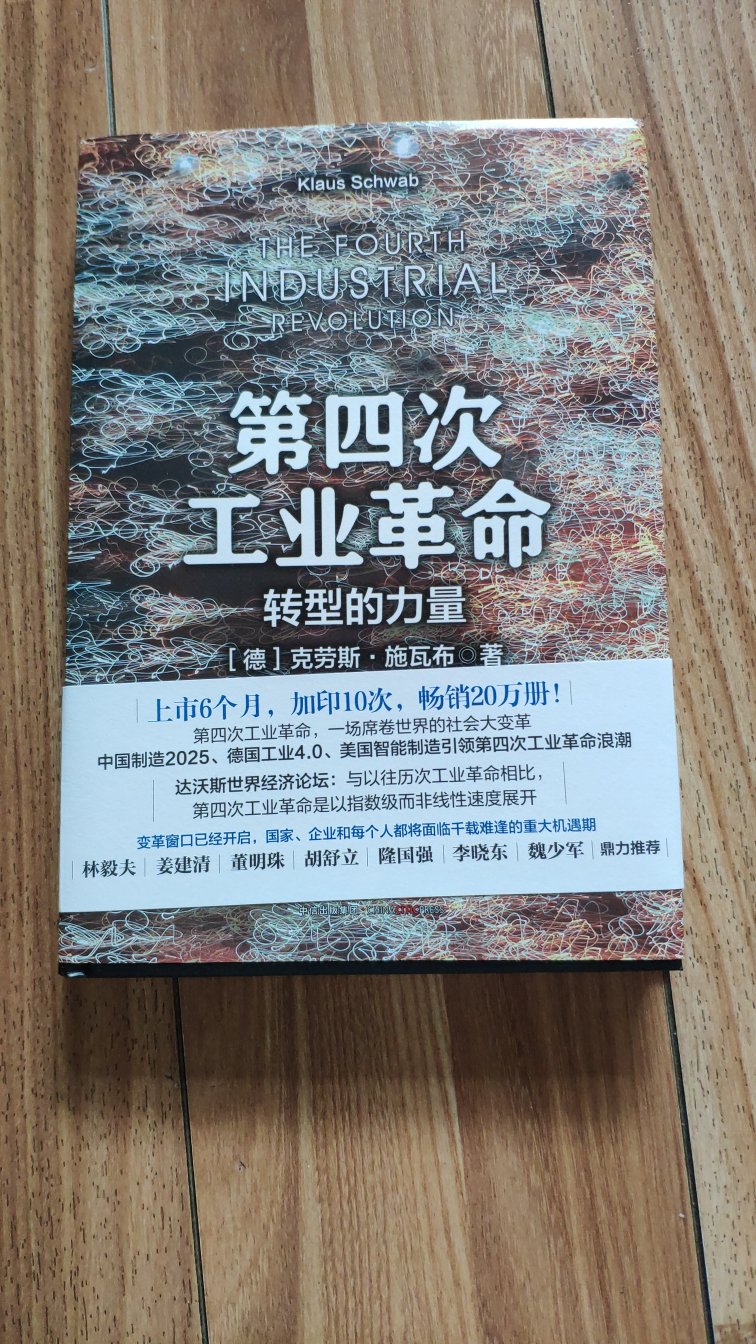 Klaus Schwab
THE FOURTH
INDUSTRIAL
REVOLUTION
第四次
工业革命
转型的力量
[德]克劳斯·施瓦布◎著
上市6个月，加印10次，畅销20万册！
第四次工业革命，一场席卷世界的社会大变革
中国制造2025、德国工业4.0、美国智能制造引领第四次工业革命浪潮
达沃斯世界经济论坛：与以往历次工业革命相比，
第四次工业革命是以指数级而非线性速度展开
变革窗口已经开启，国家、企业和每个人都将面临千载难逢的重大机遇期
林毅夫｜姜建清｜董明珠｜胡舒立｜隆国强｜李晓东｜魏少军｜鼎力推荐
中信出版集团·CHINACITICPRESS